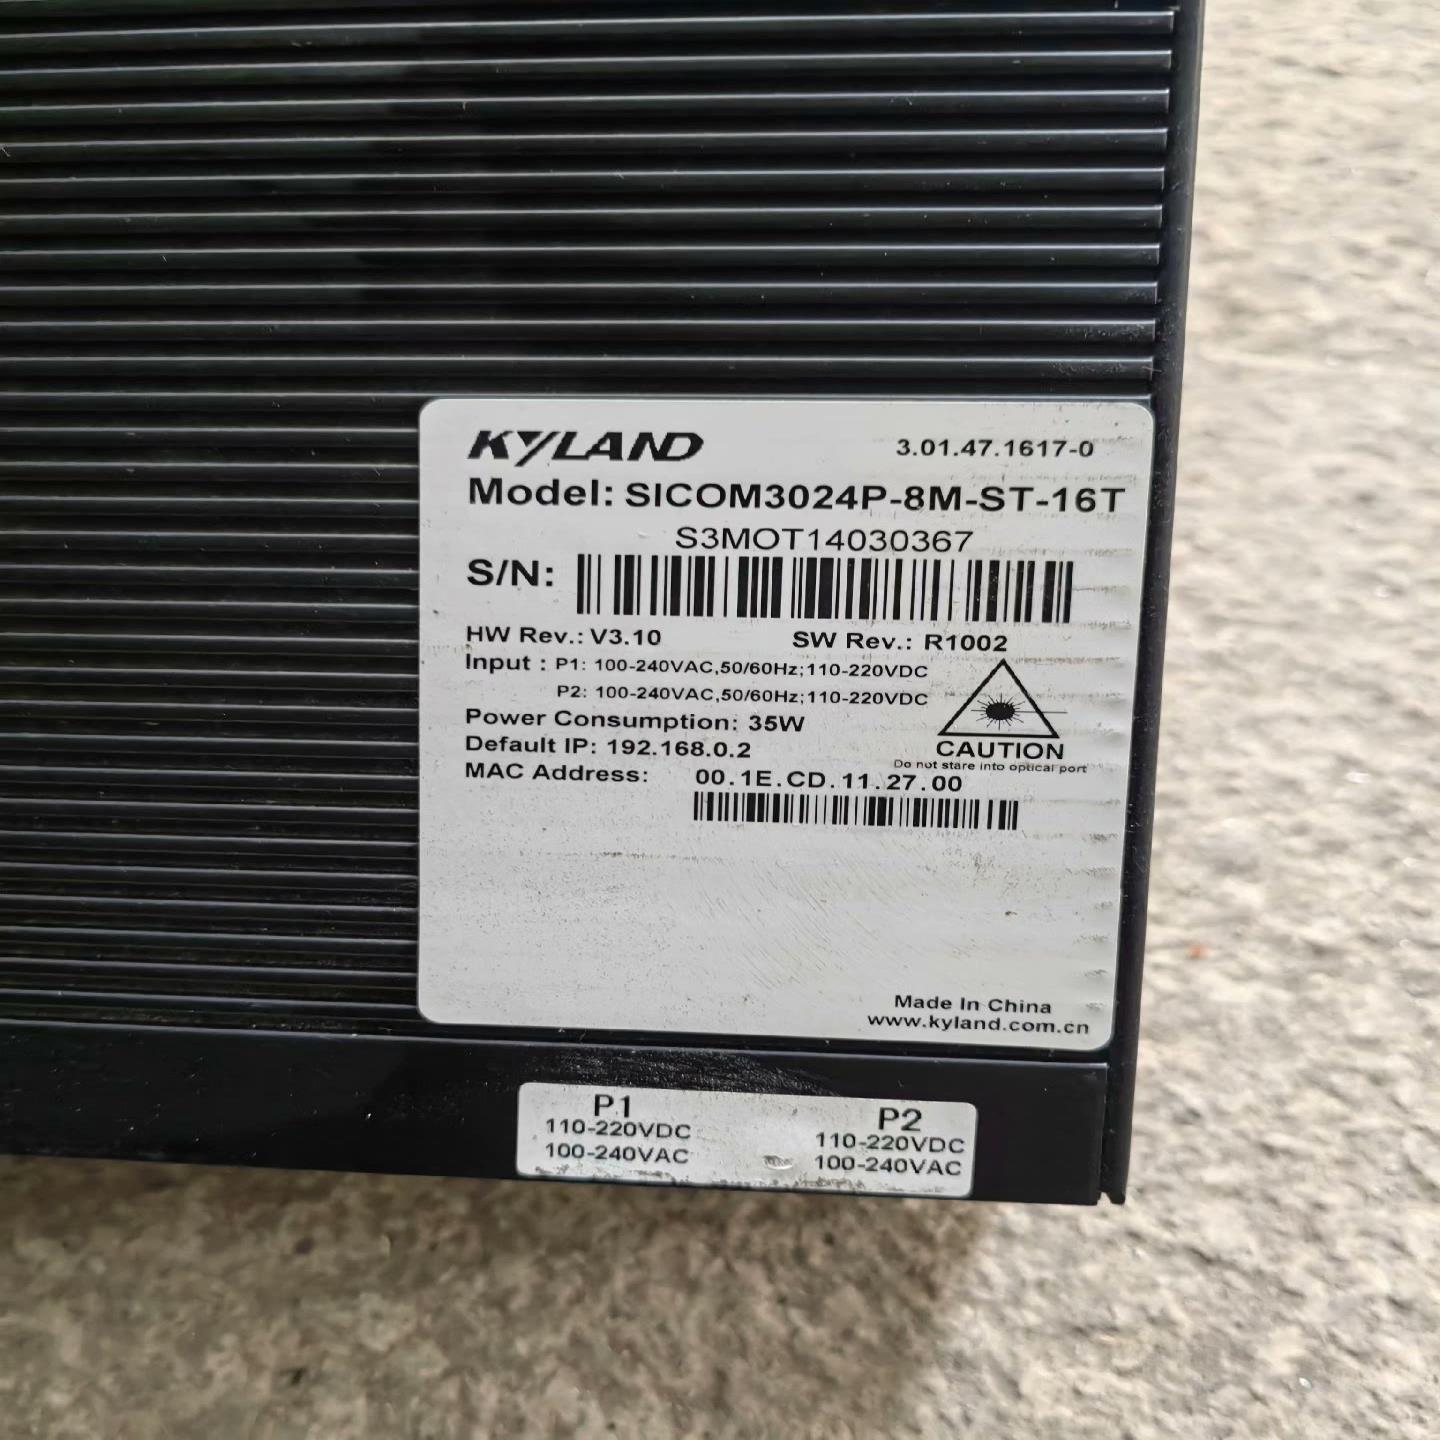 KYLAND 3.01.47.1617-0
Model: SICOM3024P-8M-ST-16T
S3MOT14030367
S/N:
HW Rev.: V3.10 SW Rev.: R1002
Input : P1: 100-240VAC,50/60Hz;110-220VDC
P2: 100-240VAC,50/60Hz;110-220VDC
Power Consumption: 35W
Default IP: 192.168.0.2
CAUTION
Do not stare into optical port
MAC Address: 00.1E.CD.11.27.00
Made In China
www.kyland.com.cn
P1 P2
110-220VDC 110-220VDC
100-240VAC 100-240VAC